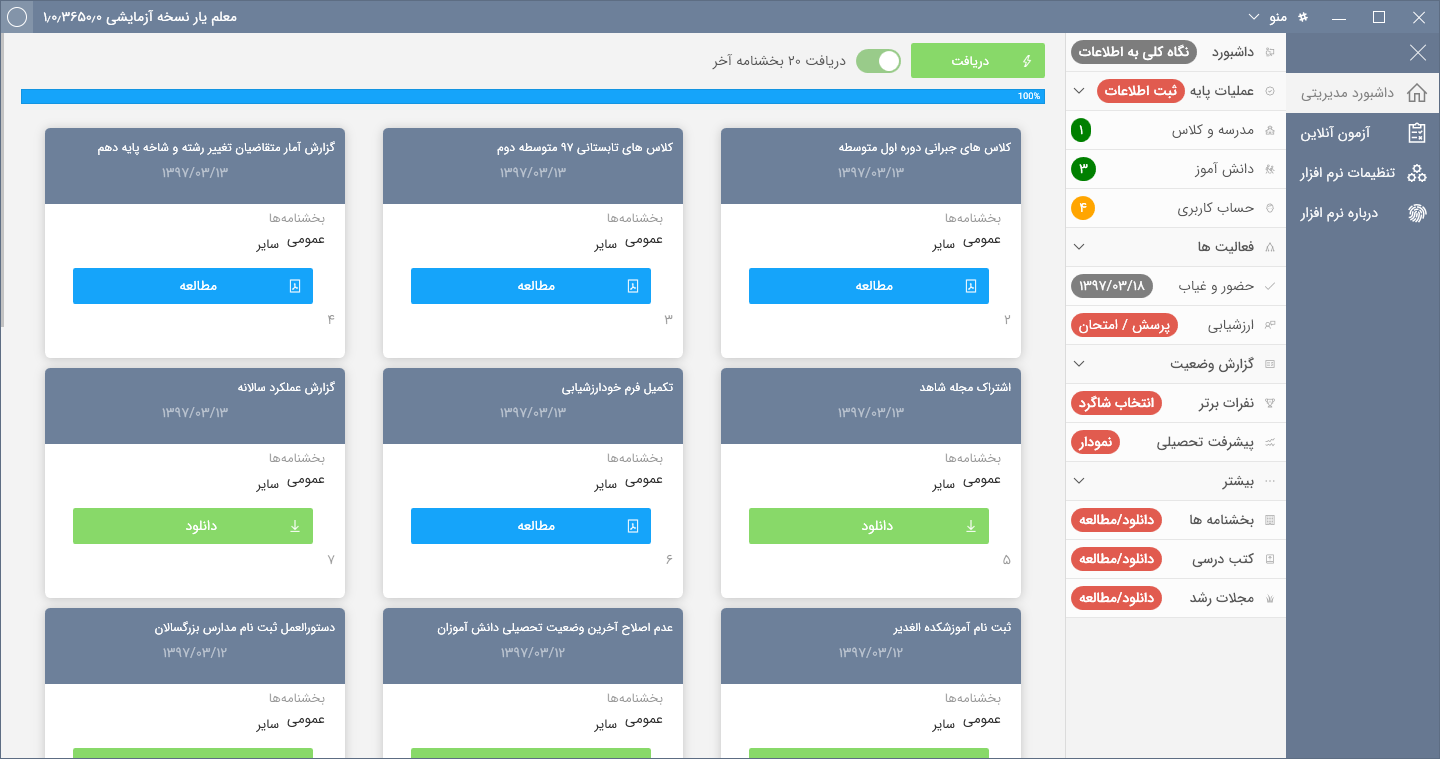 منو
معلم یار نسخه آزمایشی ۱٫۰٫۳۶۵۰٫۰
داشبورد مدیریتی
آزمون آنلاین
تنظیمات نرم افزار
درباره نرم افزار
داشبورد نگاه کلی به اطلاعات
عملیات پایه ثبت اطلاعات
مدرسه و کلاس ۱
دانش آموز ۳
حساب کاربری ۴
فعالیت ها
حضور و غیاب ۱۳۹۷/۰۳/۱۸
ارزشیابی پرسش / امتحان
گزارش وضعیت
نفرات برتر انتخاب شاگرد
پیشرفت تحصیلی نمودار
بیشتر
بخشنامه ها دانلود/مطالعه
کتب درسی دانلود/مطالعه
مجلات رشد دانلود/مطالعه
دریافت
دریافت ۲۰ بخشنامه آخر
100%
کلاس های جبرانی دوره اول متوسطه
۱۳۹۷/۰۳/۱۳
بخشنامه‌ها
عمومی سایر
مطالعه
۲
کلاس های تابستانی ۹۷ متوسطه دوم
۱۳۹۷/۰۳/۱۳
بخشنامه‌ها
عمومی سایر
مطالعه
۳
گزارش آمار متقاضیان تغییر رشته و شاخه پایه دهم
۱۳۹۷/۰۳/۱۳
بخشنامه‌ها
عمومی سایر
مطالعه
۴
اشتراک مجله شاهد
۱۳۹۷/۰۳/۱۳
بخشنامه‌ها
عمومی سایر
دانلود
۵
تکمیل فرم خودارزشیابی
۱۳۹۷/۰۳/۱۳
بخشنامه‌ها
عمومی سایر
مطالعه
۶
گزارش عملکرد سالانه
۱۳۹۷/۰۳/۱۳
بخشنامه‌ها
عمومی سایر
دانلود
۷
ثبت نام آموزشکده الغدیر
۱۳۹۷/۰۳/۱۲
بخشنامه‌ها
عمومی سایر
عدم اصلاح آخرین وضعیت تحصیلی دانش آموزان
۱۳۹۷/۰۳/۱۲
بخشنامه‌ها
عمومی سایر
دستورالعمل ثبت نام مدارس بزرگسالان
۱۳۹۷/۰۳/۱۲
بخشنامه‌ها
عمومی سایر